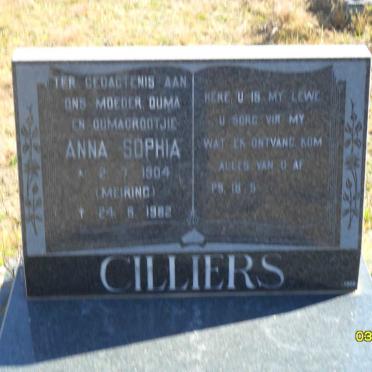 TER GEDAGTENIS AAN
ONS MOEDER, OUMA
EN OUMAGROOTJIE
ANNA SOPHIA
* 2. 7. 1904
(MEIRING)
† 24. 6. 1982
HERE U IS MY LEWE
U SORG VIR MY
WAT EK ONTVANG KOM
ALLES VAN U AF
PS. 16 : 5
CILLIERS
03